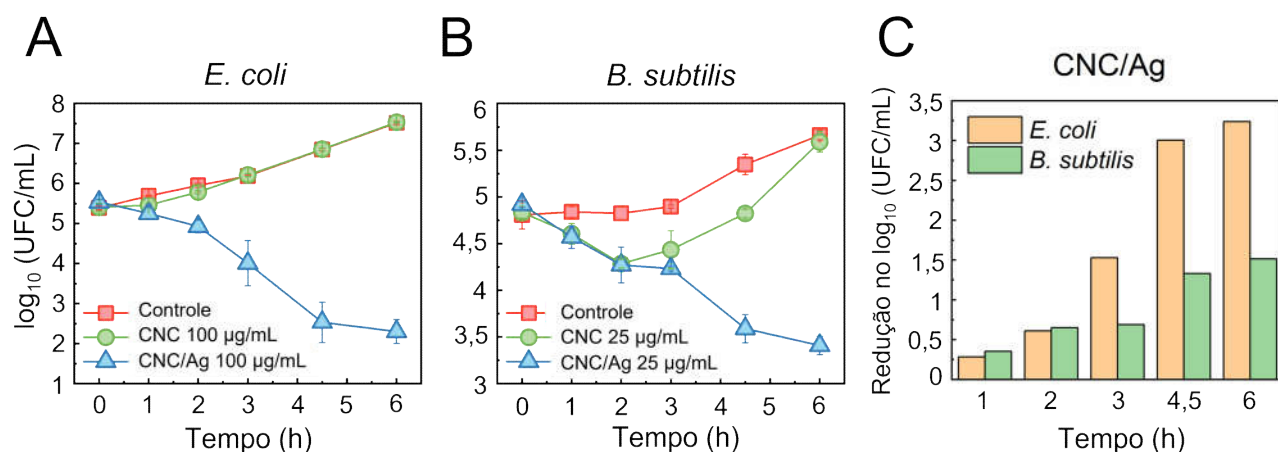 A
E. coli
log₁₀ (UFC/mL)
8
7
6
5
4
3
2
1
Controle
CNC 100 µg/mL
CNC/Ag 100 µg/mL
0 1 2 3 4 5 6
Tempo (h)
B
B. subtilis
6
5,5
5
4,5
4
3,5
3
Controle
CNC 25 µg/mL
CNC/Ag 25 µg/mL
0 1 2 3 4 5 6
Tempo (h)
C
CNC/Ag
Redução no log₁₀ (UFC/mL)
3,5
3
2,5
2
1,5
1
0,5
0
E. coli
B. subtilis
1 2 3 4,5 6
Tempo (h)